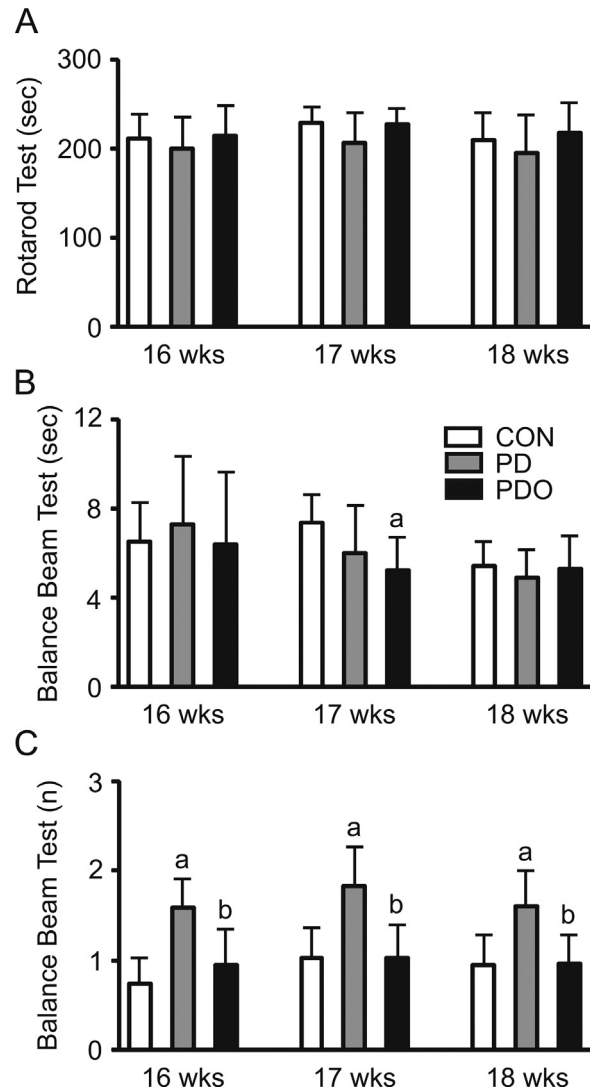 A
Rotarod Test (sec)
300
200
100
0
16 wks 17 wks 18 wks
B
Balance Beam Test (sec)
12
8
4
0
CON
PD
PDO
a
16 wks 17 wks 18 wks
C
Balance Beam Test (n)
3
2
1
0
a b a b a b
16 wks 17 wks 18 wks